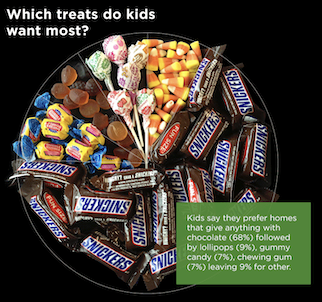 Which treats do kids
want most?
SNICKERS
SNICKERS
SNICKERS
SNICKERS
SNICKERS
SNICKERS
SNICKERS
FUN SIZE
Kids say they prefer homes
that give anything with
chocolate (68%) followed
by lollipops (9%), gummy
candy (7%), chewing gum
(7%) leaving 9% for other.